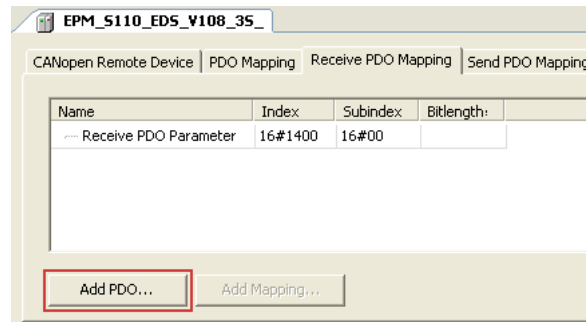 EPM_S110_EDS_V108_3S_
CANopen Remote Device PDO Mapping Receive PDO Mapping Send PDO Mapping
Name Index Subindex Bitlength:
Receive PDO Parameter 16#1400 16#00
Add PDO... Add Mapping...